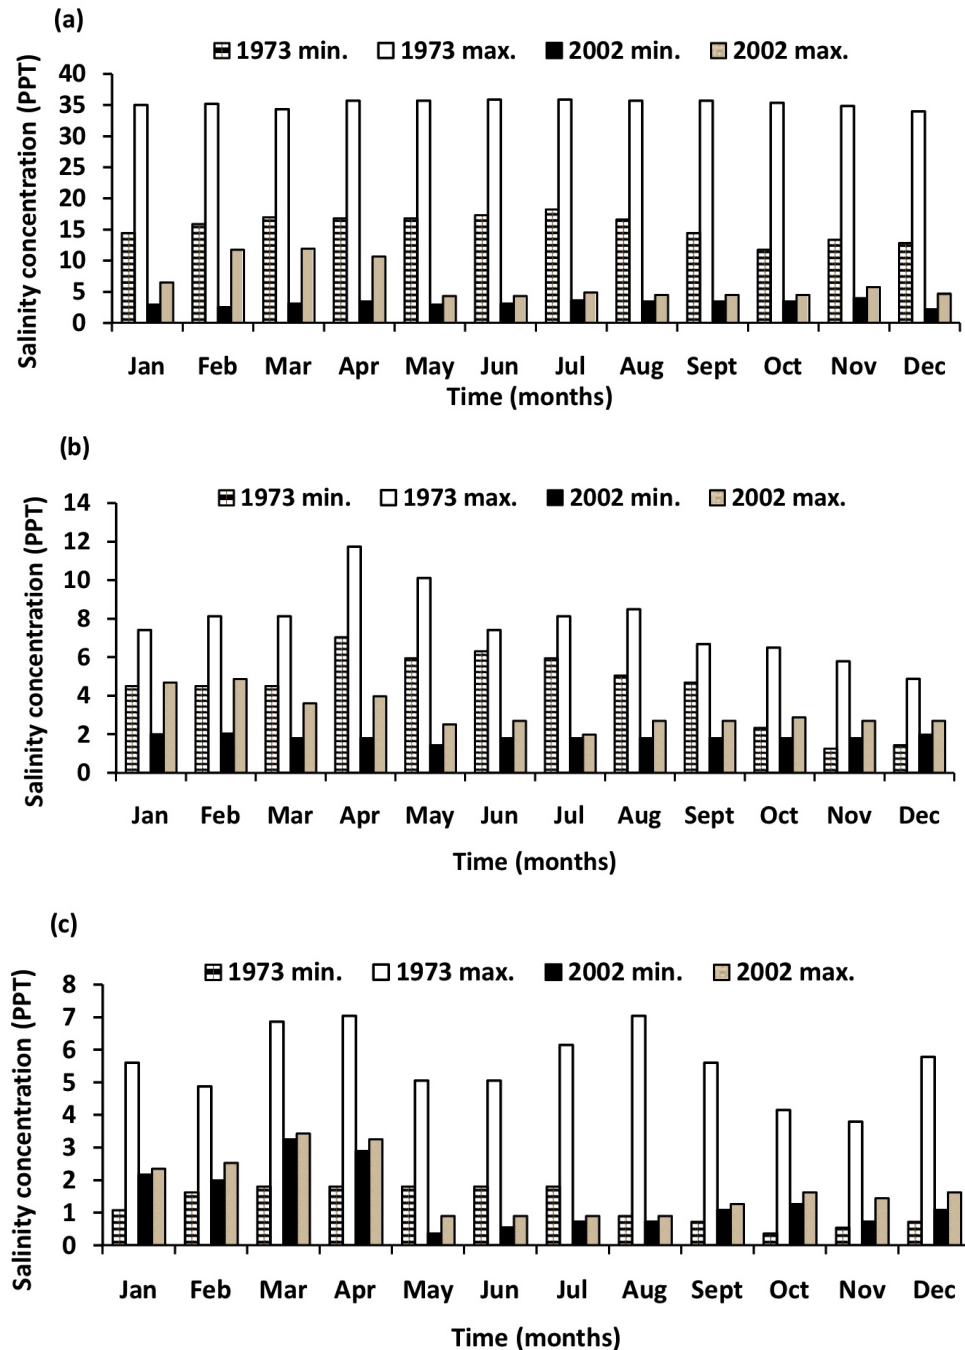 (a)
1973 min. 1973 max. 2002 min. 2002 max.
Salinity concentration (PPT)
40
35
30
25
20
15
10
5
0
Jan Feb Mar Apr May Jun Jul Aug Sept Oct Nov Dec
Time (months)
(b)
1973 min. 1973 max. 2002 min. 2002 max.
Salinity concentration (PPT)
14
12
10
8
6
4
2
0
Jan Feb Mar Apr May Jun Jul Aug Sept Oct Nov Dec
Time (months)
(c)
1973 min. 1973 max. 2002 min. 2002 max.
Salinity concentration (PPT)
8
7
6
5
4
3
2
1
0
Jan Feb Mar Apr May Jun Jul Aug Sept Oct Nov Dec
Time (months)